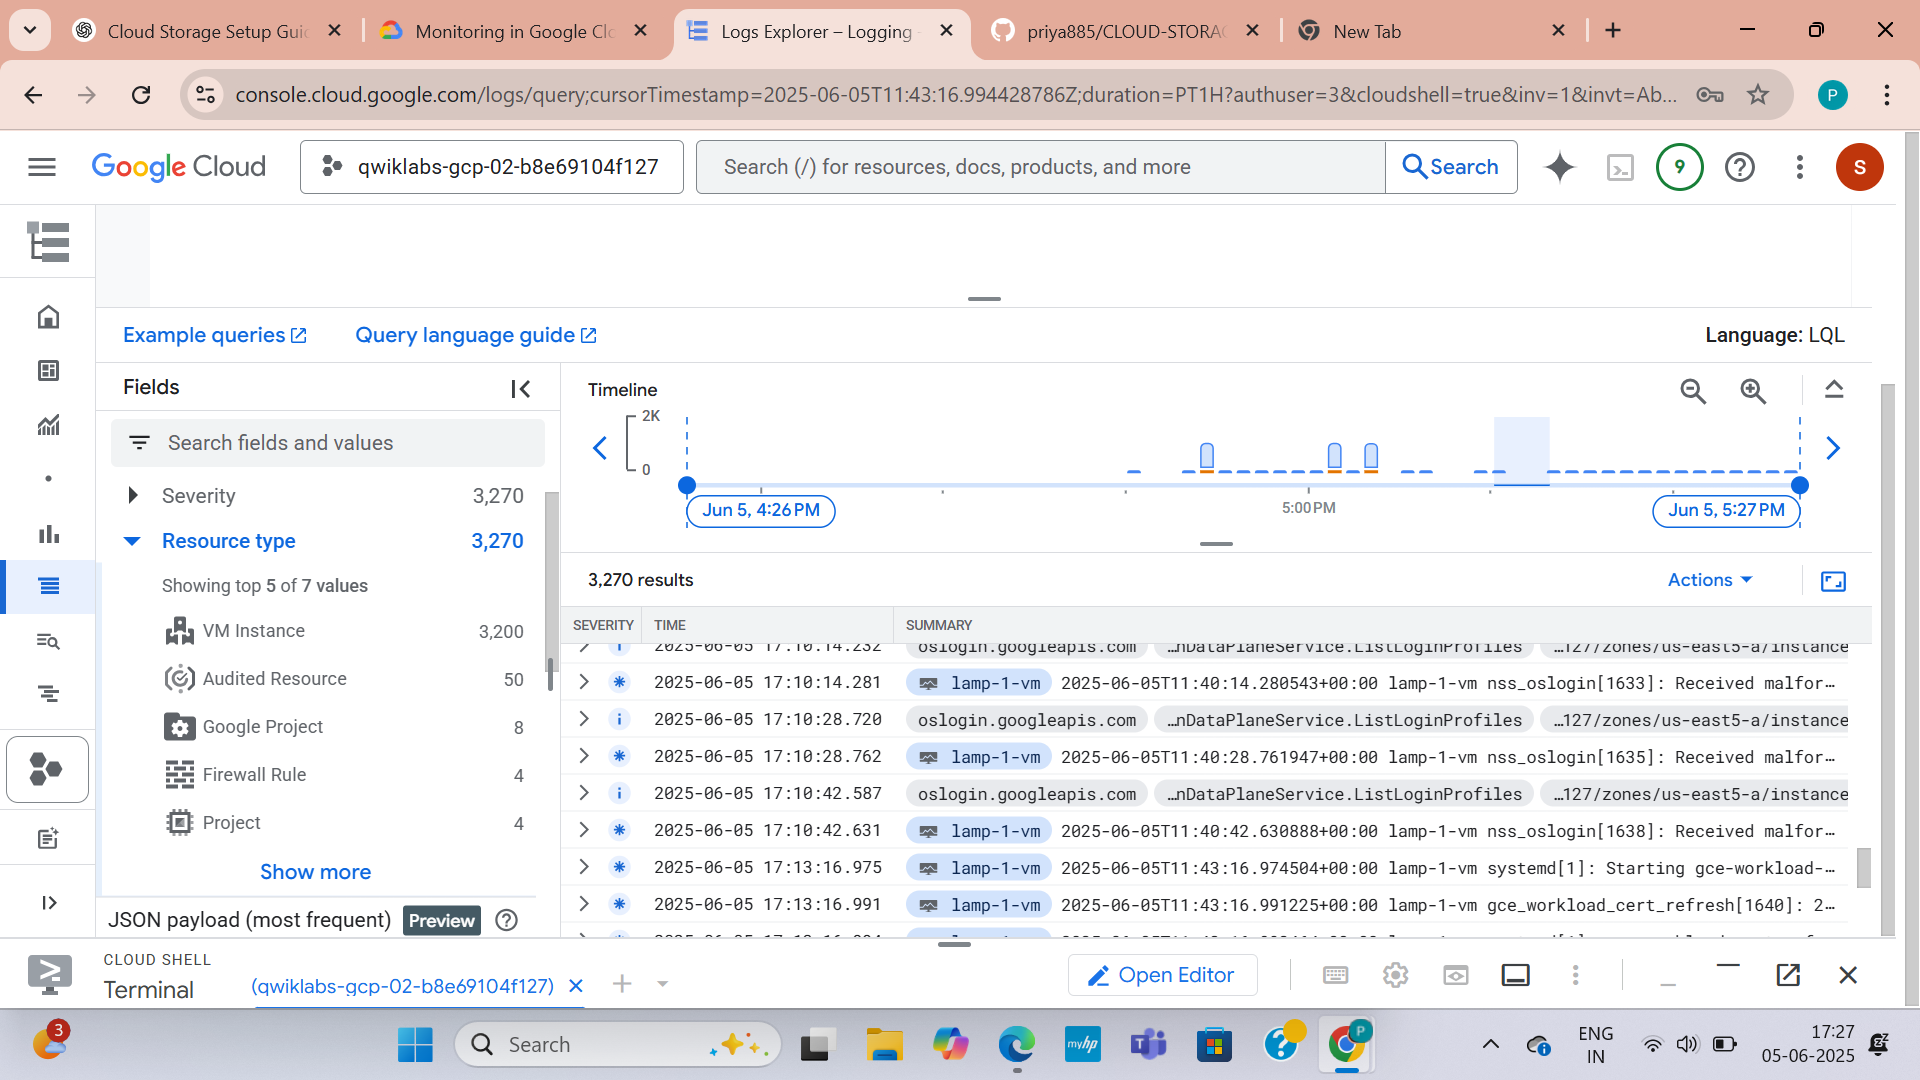 Cloud Storage Setup Gui
Monitoring in Google Cl
Logs Explorer – Logging
priya885/CLOUD-STORA
New Tab
console.cloud.google.com/logs/query;cursorTimestamp=2025-06-05T11:43:16.994428786Z;duration=PT1H?authuser=3&cloudshell=true&inv=1&invt=Ab...
P
Google Cloud
qwiklabs-gcp-02-b8e69104f127
Search (/) for resources, docs, products, and more
Search
9
S
Example queries
Query language guide
Language: LQL
Fields
Search fields and values
Severity 3,270
Resource type 3,270
Showing top 5 of 7 values
VM Instance 3,200
Audited Resource 50
Google Project 8
Firewall Rule 4
Project 4
Show more
JSON payload (most frequent) Preview
Timeline
2K
0
Jun 5, 4:26 PM
5:00 PM
Jun 5, 5:27 PM
3,270 results
Actions
SEVERITY TIME SUMMARY
2025-06-05 17:10:14.232 oslogin.googleapis.com …nDataPlaneService.ListLoginProfiles …127/zones/us-east5-a/instance
2025-06-05 17:10:14.281 lamp-1-vm 2025-06-05T11:40:14.280543+00:00 lamp-1-vm nss_oslogin[1633]: Received malfor…
2025-06-05 17:10:28.720 oslogin.googleapis.com …nDataPlaneService.ListLoginProfiles …127/zones/us-east5-a/instance
2025-06-05 17:10:28.762 lamp-1-vm 2025-06-05T11:40:28.761947+00:00 lamp-1-vm nss_oslogin[1635]: Received malfor…
2025-06-05 17:10:42.587 oslogin.googleapis.com …nDataPlaneService.ListLoginProfiles …127/zones/us-east5-a/instance
2025-06-05 17:10:42.631 lamp-1-vm 2025-06-05T11:40:42.630888+00:00 lamp-1-vm nss_oslogin[1638]: Received malfor…
2025-06-05 17:13:16.975 lamp-1-vm 2025-06-05T11:43:16.974504+00:00 lamp-1-vm systemd[1]: Starting gce-workload-…
2025-06-05 17:13:16.991 lamp-1-vm 2025-06-05T11:43:16.991225+00:00 lamp-1-vm gce_workload_cert_refresh[1640]: 2…
CLOUD SHELL
Terminal
(qwiklabs-gcp-02-b8e69104f127)
Open Editor
3
Search
myhp
P
ENG
IN
17:27
05-06-2025